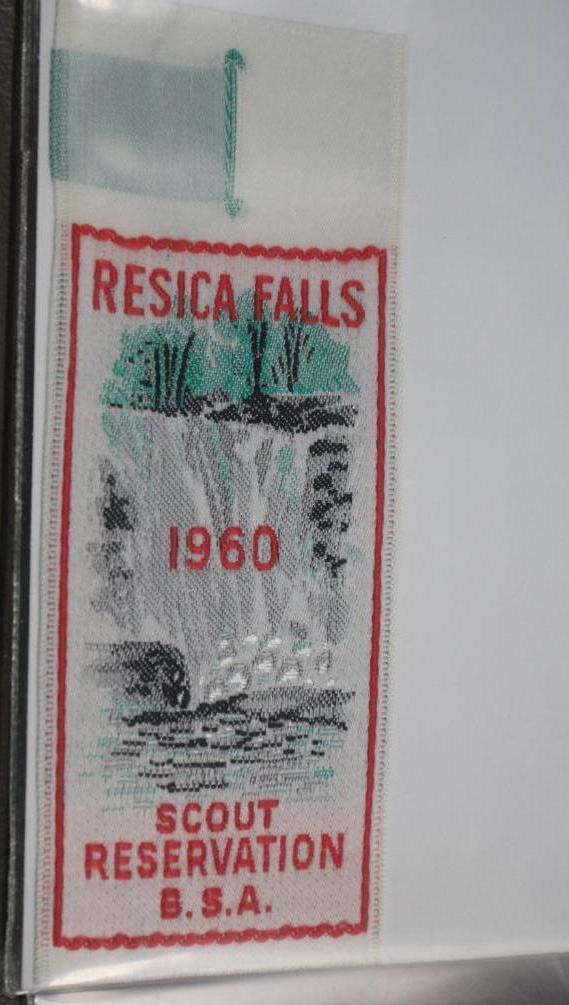 RESICA FALLS
1960
SCOUT
RESERVATION
B.S.A.